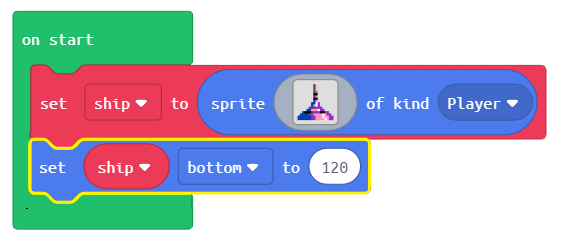 on start
set ship to sprite of kind Player
set ship bottom to 120